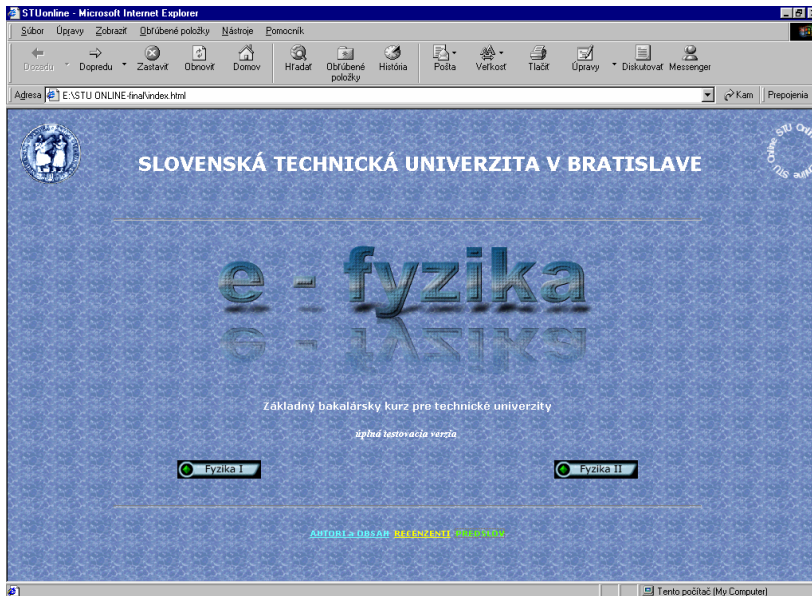 STUonline - Microsoft Internet Explorer
Súbor Úpravy Zobraziť Obľúbené položky Nástroje Pomocník
Dozadu Dopredu Zastaviť Obnoviť Domov Hľadať Obľúbené položky História Pošta Veľkosť Tlačiť Úpravy Diskutovať Messenger
Adresa E:\STU ONLINE-final\index.html Kam Prepojenia
SLOVENSKÁ TECHNICKÁ UNIVERZITA V BRATISLAVE
STU Online
e - fyzika
Základný bakalársky kurz pre technické univerzity
úplná testovacia verzia
Fyzika I Fyzika II
AUTORI a OBSAH RECENZENTI PREDSLOV
Tento počítač (My Computer)